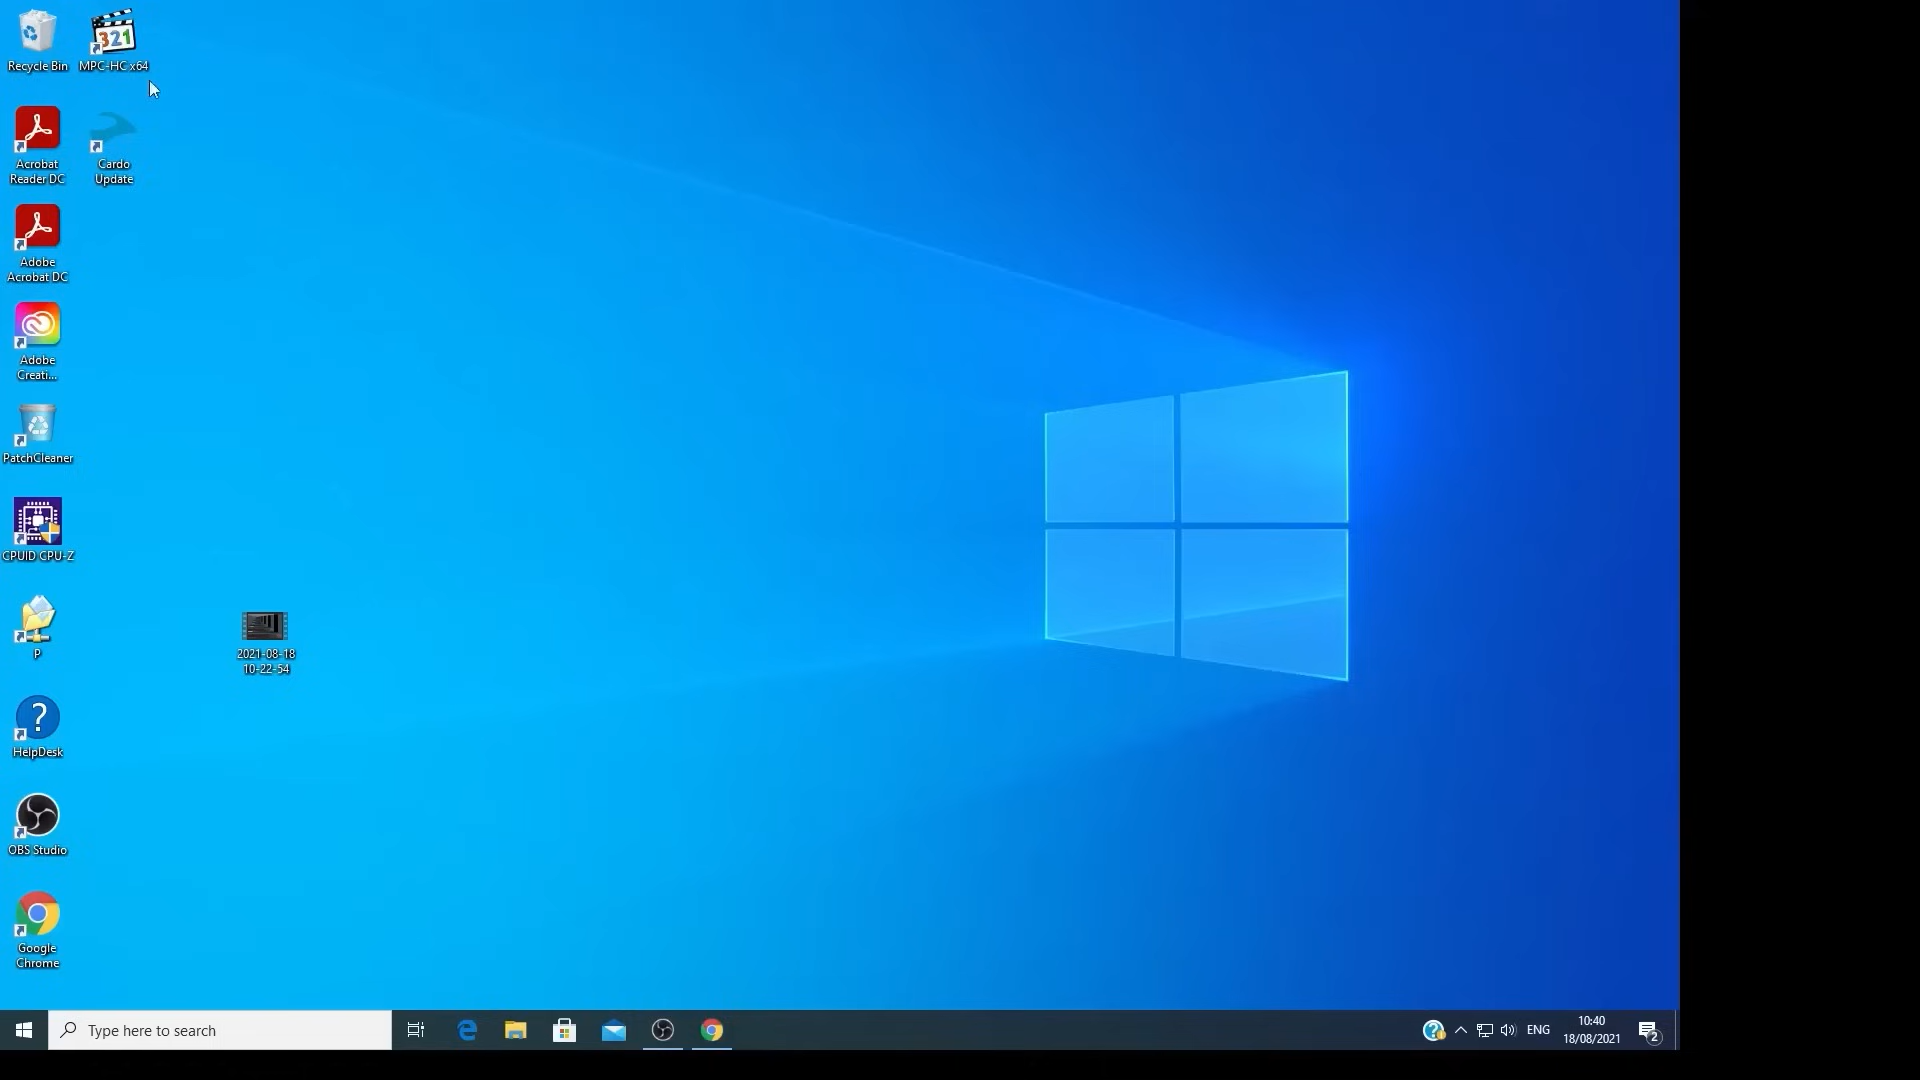 Recycle Bin
MPC-HC x64
321
Acrobat
Reader DC
Cardo
Update
Adobe
Acrobat DC
Adobe
Creati...
PatchCleaner
CPUID CPU-Z
P
2021-08-18
10-22-54
HelpDesk
OBS Studio
Google
Chrome
Type here to search
ENG
10:40
18/08/2021
2